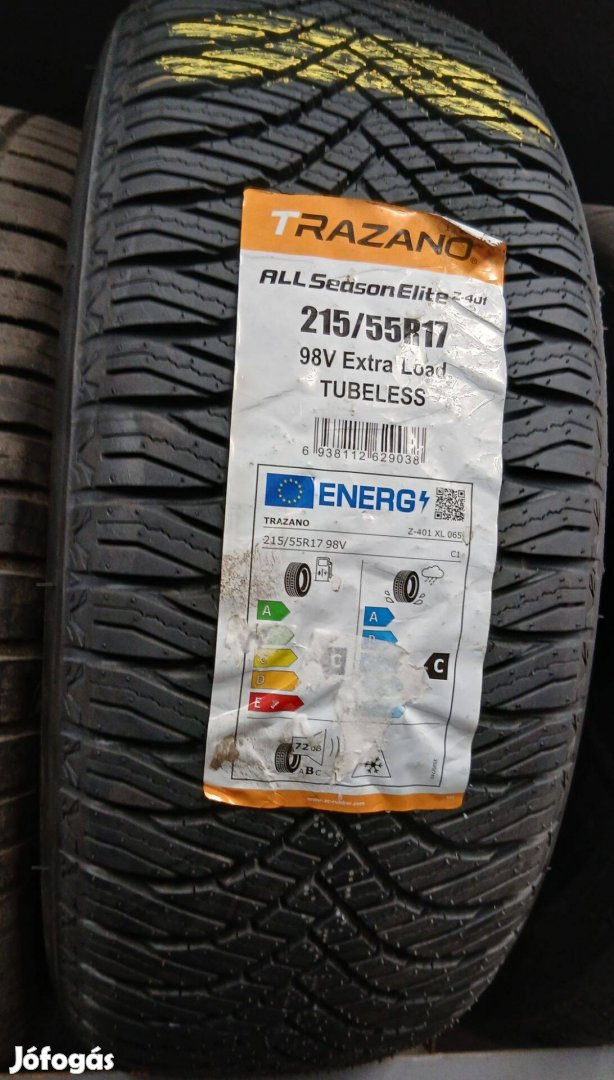 TRAZANO®
ALL Season Elite Z-401
215/55R17
98V Extra Load
TUBELESS
6 938112 629038
ENERG
TRAZANO
Z-401 XL 065
215/55R17 98V
C1
A
A
C
D
E
C
C
72 dB
ABC
Jófogás